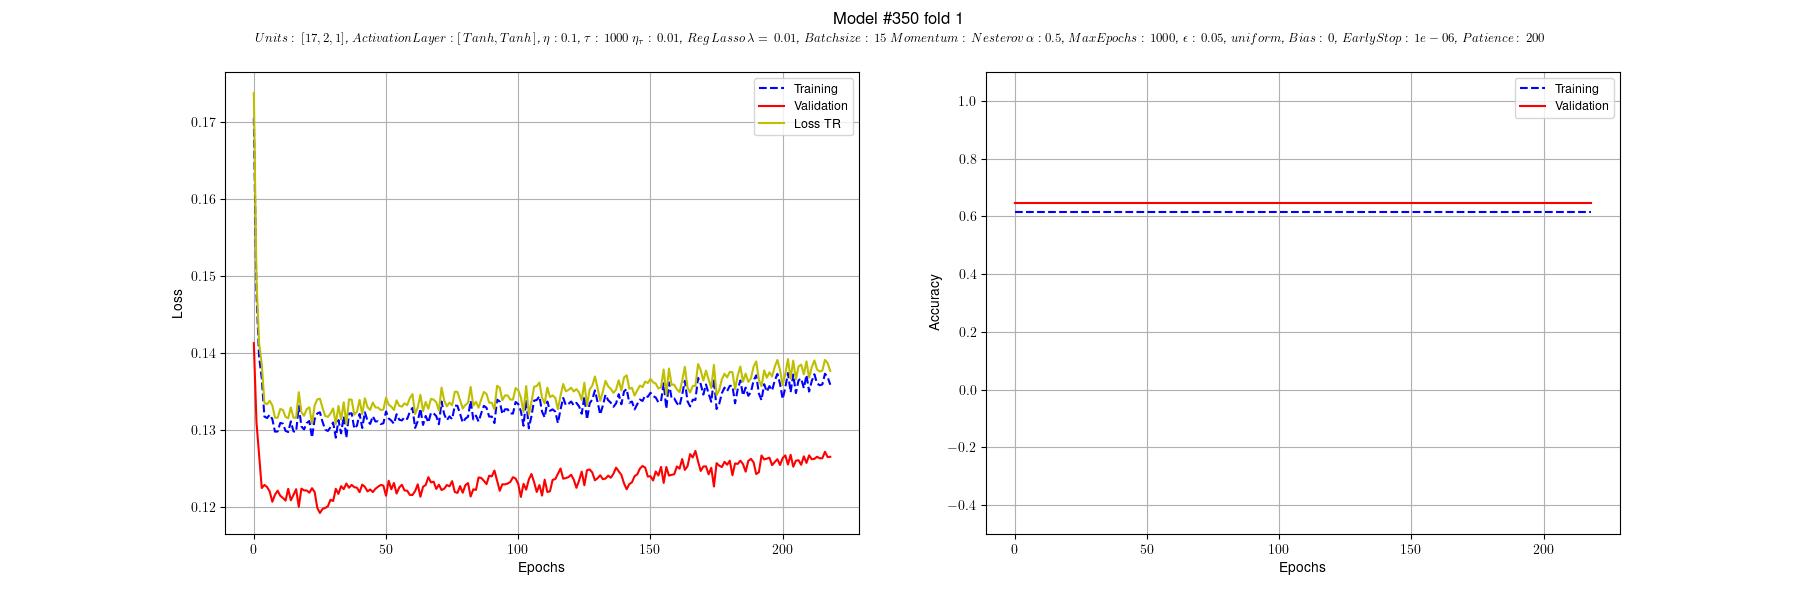 Model #350 fold 1
Units : [17, 2, 1], ActivationLayer : [Tanh, Tanh], η : 0.1, τ : 1000 ητ : 0.01, Reg Lasso λ = 0.01, Batchsize : 15 Momentum : Nesterov α : 0.5, MaxEpochs : 1000, ϵ : 0.05, uniform, Bias : 0, EarlyStop : 1e − 06, Patience : 200
Training
Validation
Loss TR
0.17
0.16
0.15
0.14
0.13
0.12
Loss
0
50
100
150
200
Epochs
Training
Validation
1.0
0.8
0.6
0.4
0.2
0.0
−0.2
−0.4
Accuracy
0
50
100
150
200
Epochs